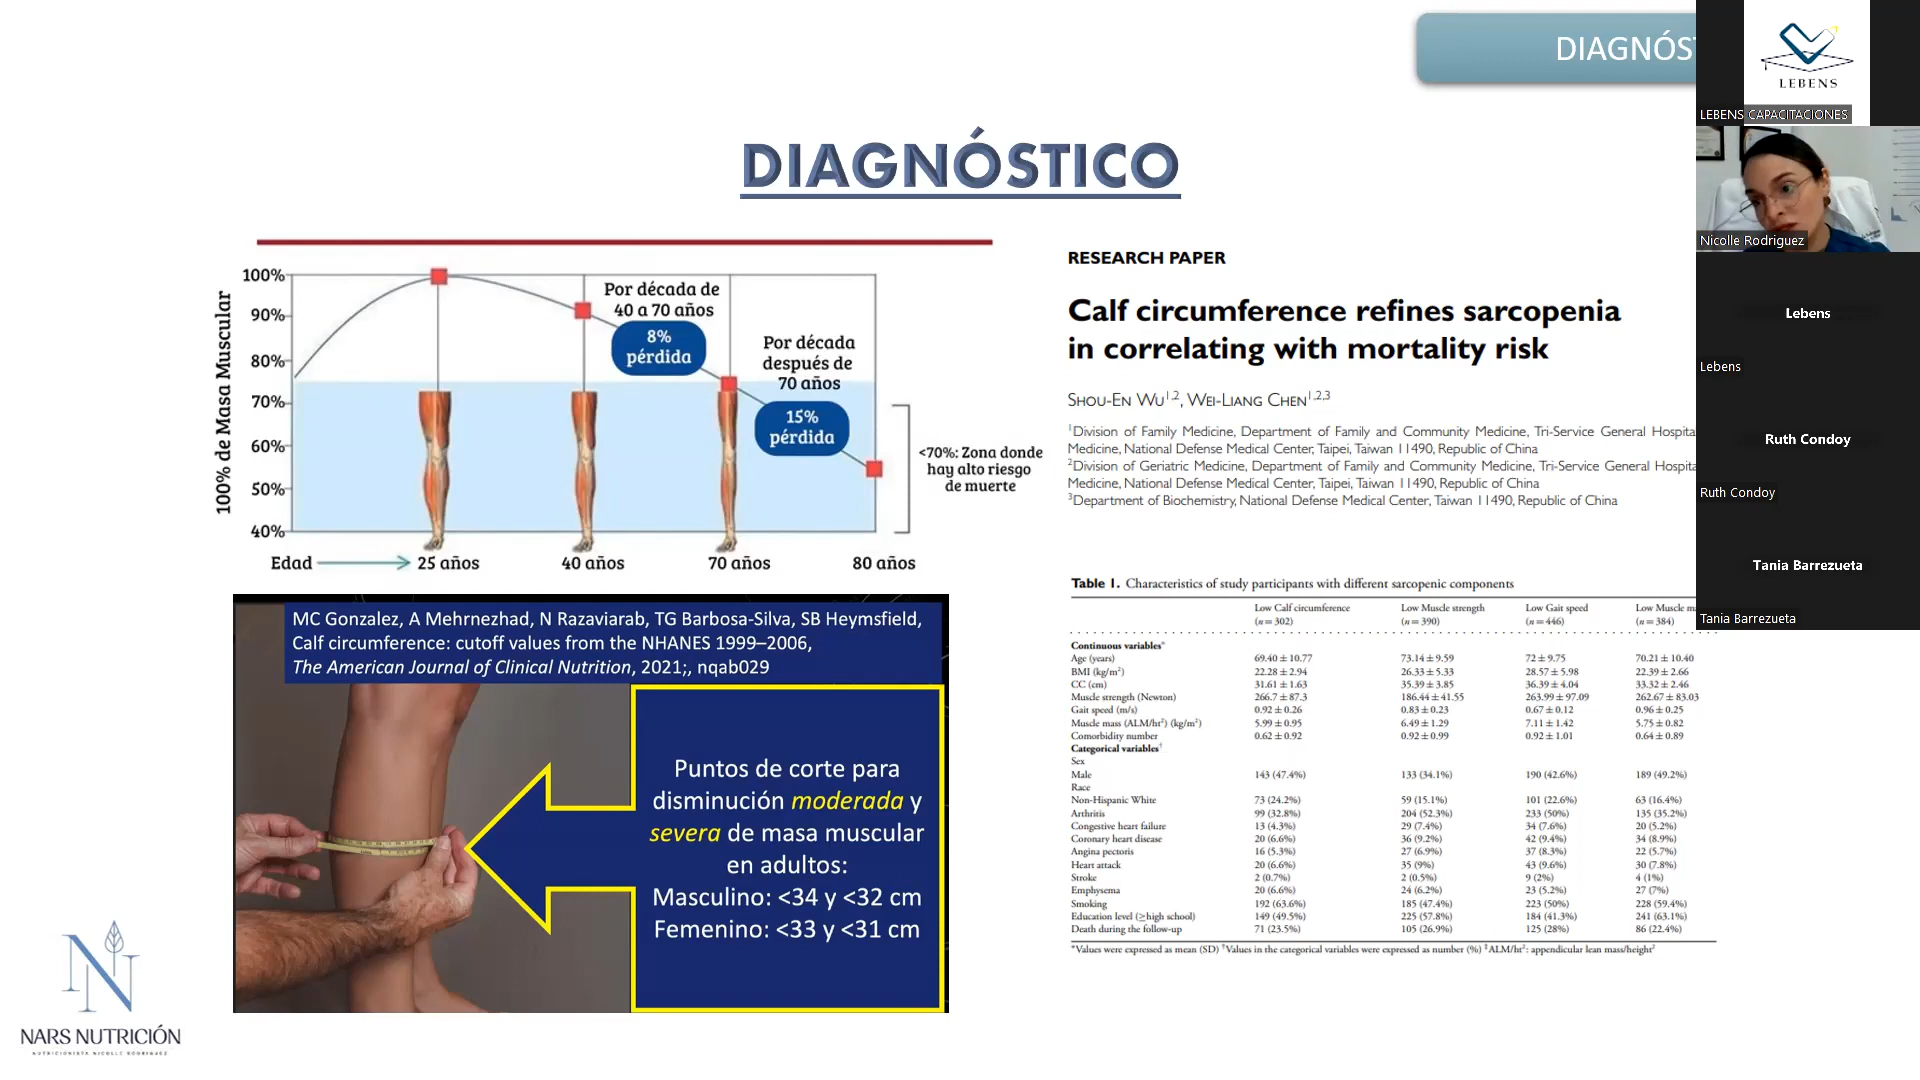 DIAGNÓST
DIAGNÓSTICO
100% de Masa Muscular
100%
90%
80%
70%
60%
50%
40%
Por década de
40 a 70 años
8%
pérdida
Por década
después de
70 años
15%
pérdida
<70%: Zona donde
hay alto riesgo
de muerte
Edad
25 años
40 años
70 años
80 años
MC Gonzalez, A Mehrnezhad, N Razaviarab, TG Barbosa-Silva, SB Heymsfield,
Calf circumference: cutoff values from the NHANES 1999–2006,
The American Journal of Clinical Nutrition, 2021;, nqab029
Puntos de corte para
disminución moderada y
severa de masa muscular
en adultos:
Masculino: <34 y <32 cm
Femenino: <33 y <31 cm
NN
NARS NUTRICIÓN
NUTRICIONISTA NICOLLE RODRIGUEZ
RESEARCH PAPER
Calf circumference refines sarcopenia
in correlating with mortality risk
Shou-En Wu1,2, Wei-Liang Chen1,2,3
1Division of Family Medicine, Department of Family and Community Medicine, Tri-Service General Hospita
Medicine, National Defense Medical Center, Taipei, Taiwan 11490, Republic of China
2Division of Geriatric Medicine, Department of Family and Community Medicine, Tri-Service General Hospita
Medicine, National Defense Medical Center, Taipei, Taiwan 11490, Republic of China
3Department of Biochemistry, National Defense Medical Center, Taiwan 11490, Republic of China
Table 1. Characteristics of study participants with different sarcopenic components
Low Calf circumference Low Muscle strength Low Gait speed Low Muscle ma
(n = 302) (n = 390) (n = 446) (n = 384)
Continuous variables*
Age (years) 69.40 ± 10.77 73.14 ± 9.59 72 ± 9.75 70.21 ± 10.40
BMI (kg/m2) 22.28 ± 2.94 26.33 ± 5.33 28.57 ± 5.98 22.39 ± 2.66
CC (cm) 31.61 ± 1.63 35.39 ± 3.85 36.39 ± 4.04 33.32 ± 2.46
Muscle strength (Newton) 266.7 ± 87.3 186.44 ± 41.55 263.99 ± 97.09 262.67 ± 83.03
Gait speed (m/s) 0.92 ± 0.26 0.83 ± 0.23 0.67 ± 0.12 0.96 ± 0.25
Muscle mass (ALM/ht2) (kg/m2) 5.99 ± 0.95 6.49 ± 1.29 7.11 ± 1.42 5.75 ± 0.82
Comorbidity number 0.62 ± 0.92 0.92 ± 0.99 0.92 ± 1.01 0.64 ± 0.89
Categorical variables†
Sex
Male 143 (47.4%) 133 (34.1%) 190 (42.6%) 189 (49.2%)
Race
Non-Hispanic White 73 (24.2%) 59 (15.1%) 101 (22.6%) 63 (16.4%)
Arthritis 99 (32.8%) 204 (52.3%) 233 (50%) 135 (35.2%)
Congestive heart failure 13 (4.3%) 29 (7.4%) 34 (7.6%) 20 (5.2%)
Coronary heart disease 20 (6.6%) 36 (9.2%) 42 (9.4%) 34 (8.9%)
Angina pectoris 16 (5.3%) 27 (6.9%) 37 (8.3%) 22 (5.7%)
Heart attack 20 (6.6%) 35 (9%) 43 (9.6%) 30 (7.8%)
Stroke 2 (0.7%) 2 (0.5%) 9 (2%) 4 (1%)
Emphysema 20 (6.6%) 24 (6.2%) 23 (5.2%) 27 (7%)
Smoking 192 (63.6%) 185 (47.4%) 223 (50%) 228 (59.4%)
Education level (≥high school) 149 (49.5%) 225 (57.8%) 184 (41.3%) 241 (63.1%)
Death during the follow-up 71 (23.5%) 105 (26.9%) 125 (28%) 86 (22.4%)
*Values were expressed as mean (SD) †Values in the categorical variables were expressed as number (%) ‡ALM/ht2: appendicular lean mass/height2
LEBENS
LEBENS CAPACITACIONES
Nicolle Rodriguez
Lebens
Lebens
Ruth Condoy
Ruth Condoy
Tania Barrezueta
Tania Barrezueta